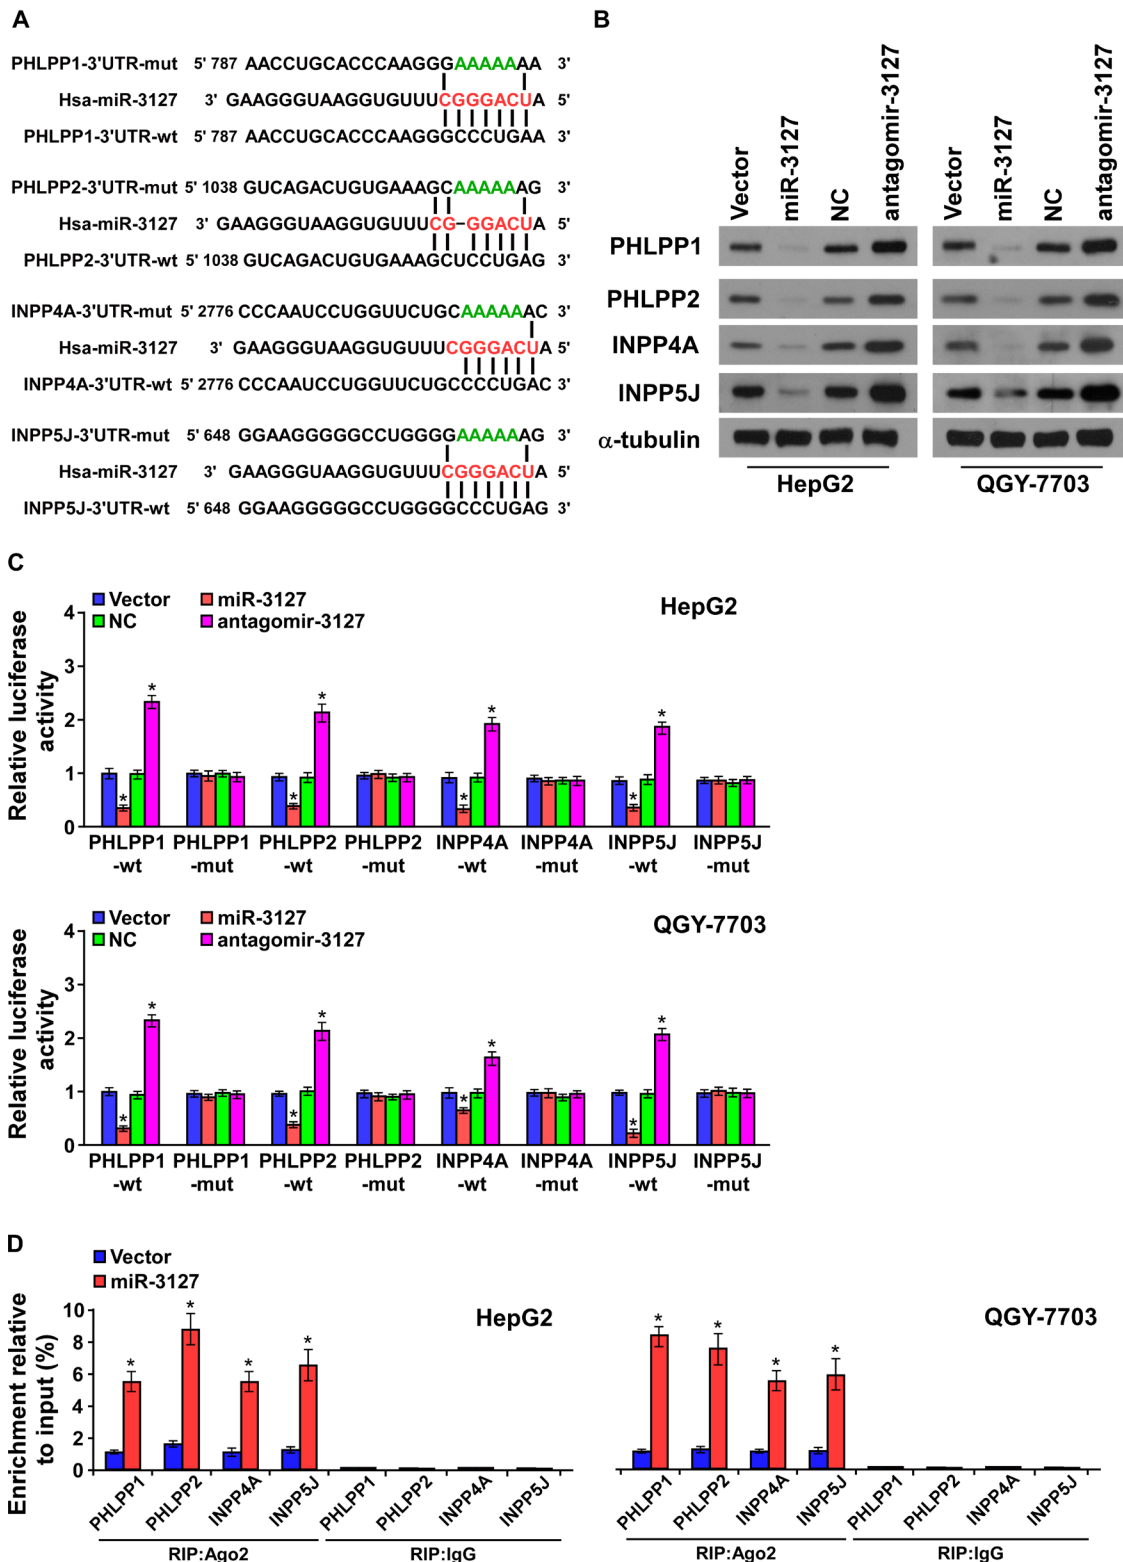 A
PHLPP1-3'UTR-mut 5' 787 AACCUGCACCCAAGGGAAAAAAA 3'
Hsa-miR-3127 3' GAAGGGUAAGGUGUUUCGGGACUA 5'
PHLPP1-3'UTR-wt 5' 787 AACCUGCACCCAAGGGCCCUGAA 3'
PHLPP2-3'UTR-mut 5' 1038 GUCAGACUGUGAAAGCAAAAAAG 3'
Hsa-miR-3127 3' GAAGGGUAAGGUGUUUCG-GGACUA 5'
PHLPP2-3'UTR-wt 5' 1038 GUCAGACUGUGAAAGCUCCUGAG 3'
INPP4A-3'UTR-mut 5' 2776 CCCAAUCCUGGUUCUGCAAAAAAC 3'
Hsa-miR-3127 3' GAAGGGUAAGGUGUUUCGGGACUA 5'
INPP4A-3'UTR-wt 5' 2776 CCCAAUCCUGGUUCUGCCCCUGAC 3'
INPP5J-3'UTR-mut 5' 648 GGAAGGGGGCCUGGGGAAAAAAG 3'
Hsa-miR-3127 3' GAAGGGUAAGGUGUUUCGGGACUA 5'
INPP5J-3'UTR-wt 5' 648 GGAAGGGGGCCUGGGGCCCUGAG 3'
B
Vector miR-3127 NC antagomir-3127 Vector miR-3127 NC antagomir-3127
PHLPP1
PHLPP2
INPP4A
INPP5J
α-tubulin
HepG2 QGY-7703
C
Vector miR-3127
NC antagomir-3127
HepG2
Relative luciferase
activity
4
3
2
1
0
PHLPP1 PHLPP1 PHLPP2 PHLPP2 INPP4A INPP4A INPP5J INPP5J
-wt -mut -wt -mut -wt -mut -wt -mut
* * * * * * * *
Vector miR-3127
NC antagomir-3127
QGY-7703
Relative luciferase
activity
4
3
2
1
0
PHLPP1 PHLPP1 PHLPP2 PHLPP2 INPP4A INPP4A INPP5J INPP5J
-wt -mut -wt -mut -wt -mut -wt -mut
* * * * * * * *
D
Vector
miR-3127
HepG2 QGY-7703
Enrichment relative
to input (%)
10
8
6
4
2
0
* * * * * * * *
PHLPP1 PHLPP2 INPP4A INPP5J PHLPP1 PHLPP2 INPP4A INPP5J PHLPP1 PHLPP2 INPP4A INPP5J PHLPP1 PHLPP2 INPP4A INPP5J
RIP:Ago2 RIP:IgG RIP:Ago2 RIP:IgG